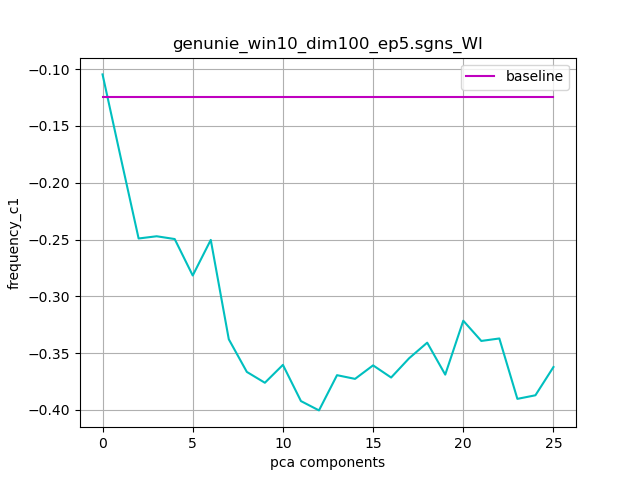 genunie_win10_dim100_ep5.sgns_WI
baseline
frequency_c1
−0.10
−0.15
−0.20
−0.25
−0.30
−0.35
−0.40
0 5 10 15 20 25
pca components